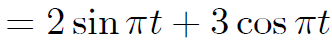 = 2 sin πt + 3 cos πt